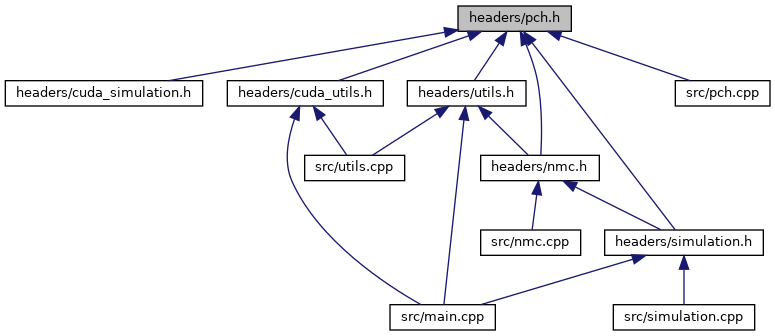 headers/pch.h
headers/cuda_simulation.h
headers/cuda_utils.h
headers/utils.h
src/pch.cpp
src/utils.cpp
headers/nmc.h
src/nmc.cpp
headers/simulation.h
src/main.cpp
src/simulation.cpp